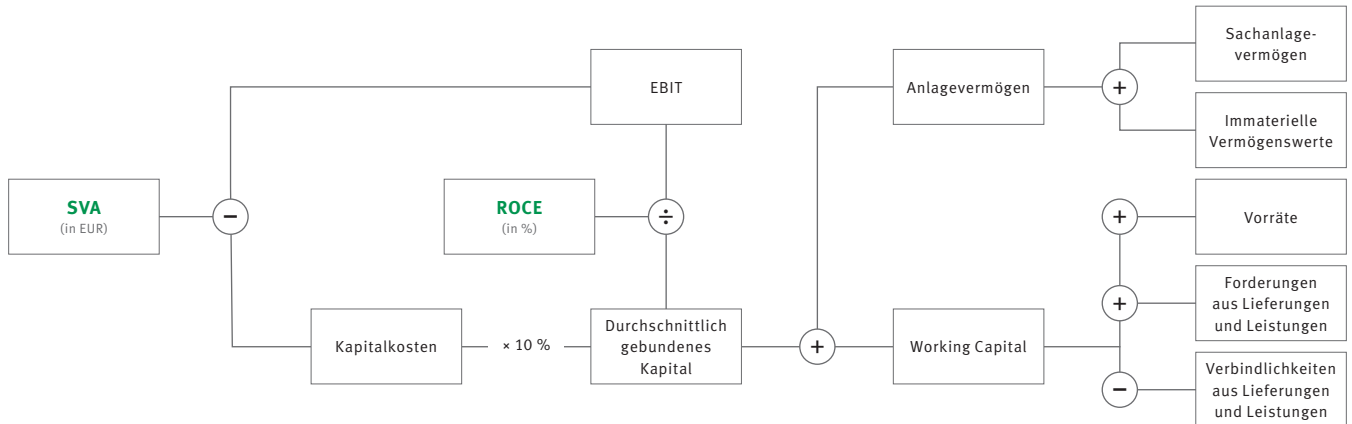 SVA
(in EUR)
−
EBIT
ROCE
(in %)
÷
Kapitalkosten
× 10 %
Durchschnittlich
gebundenes
Kapital
+
Anlagevermögen
+
Sachanlage-
vermögen
Immaterielle
Vermögenswerte
Working Capital
+
Vorräte
+
Forderungen
aus Lieferungen
und Leistungen
−
Verbindlichkeiten
aus Lieferungen
und Leistungen